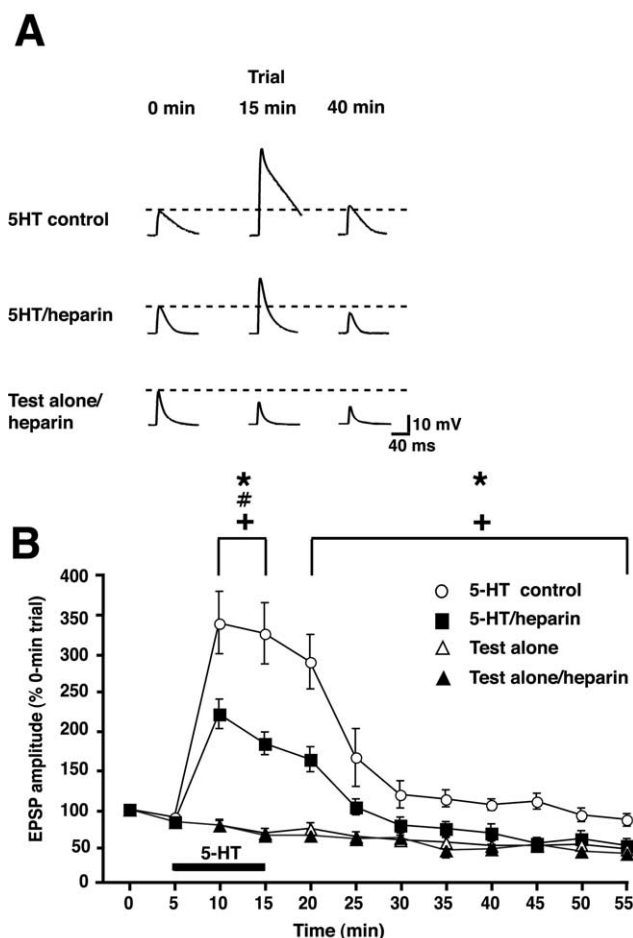 A
Trial
0 min 15 min 40 min
5HT control
5HT/heparin
Test alone/
heparin
10 mV
40 ms
* *
#
+ +
B
5-HT control
5-HT/heparin
Test alone
Test alone/heparin
EPSP amplitude (% 0-min trial)
400
350
300
250
200
150
100
50
0
5-HT
0 5 10 15 20 25 30 35 40 45 50 55
Time (min)